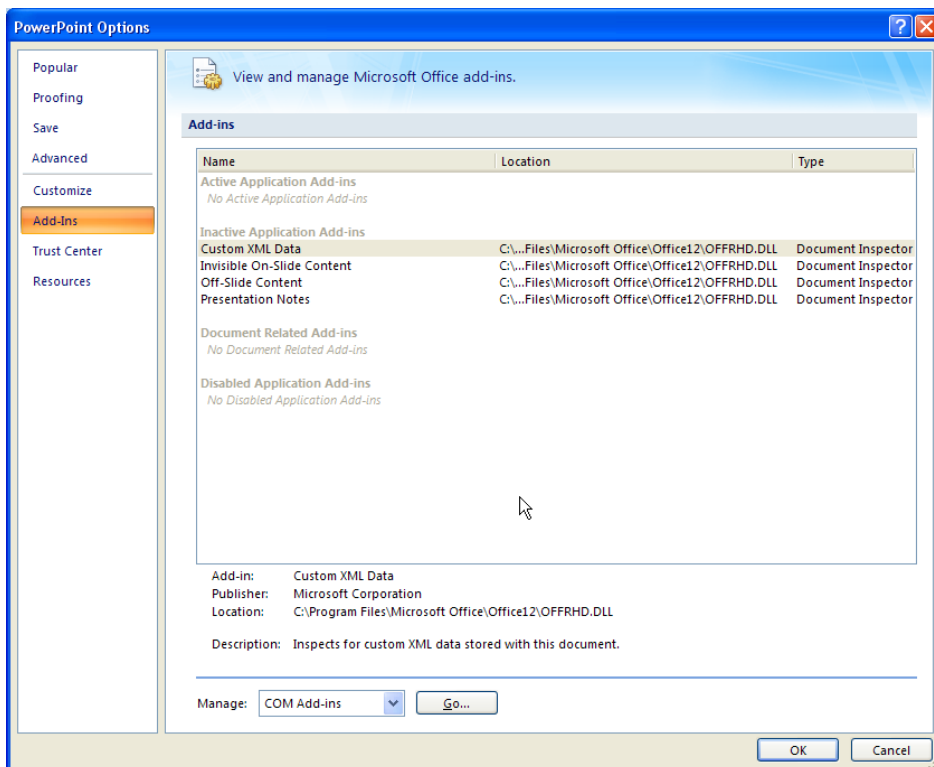 PowerPoint Options
Popular
Proofing
Save
Advanced
Customize
Add-Ins
Trust Center
Resources
View and manage Microsoft Office add-ins.
Add-ins
Name Location Type
Active Application Add-ins
No Active Application Add-ins
Inactive Application Add-ins
Custom XML Data C:\...Files\Microsoft Office\Office12\OFFRHD.DLL Document Inspector
Invisible On-Slide Content C:\...Files\Microsoft Office\Office12\OFFRHD.DLL Document Inspector
Off-Slide Content C:\...Files\Microsoft Office\Office12\OFFRHD.DLL Document Inspector
Presentation Notes C:\...Files\Microsoft Office\Office12\OFFRHD.DLL Document Inspector
Document Related Add-ins
No Document Related Add-ins
Disabled Application Add-ins
No Disabled Application Add-ins
Add-in: Custom XML Data
Publisher: Microsoft Corporation
Location: C:\Program Files\Microsoft Office\Office12\OFFRHD.DLL
Description: Inspects for custom XML data stored with this document.
Manage: COM Add-ins Go...
OK Cancel